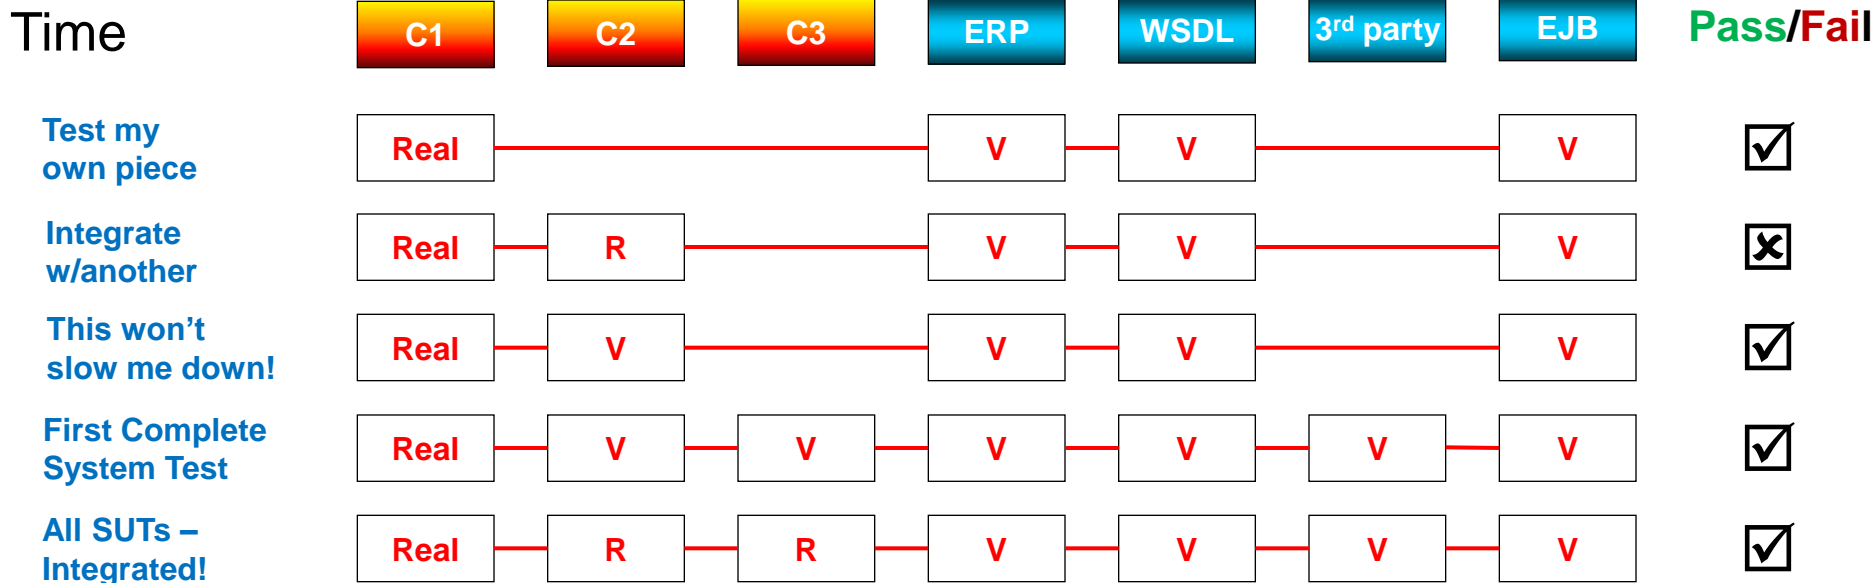 Time C1 C2 C3 ERP WSDL 3rd party EJB Pass/Fail
Test my
own piece
Real V V V
Integrate
w/another
Real R V V V
This won’t
slow me down!
Real V V V V
First Complete
System Test
Real V V V V V V
All SUTs –
Integrated!
Real R R V V V V